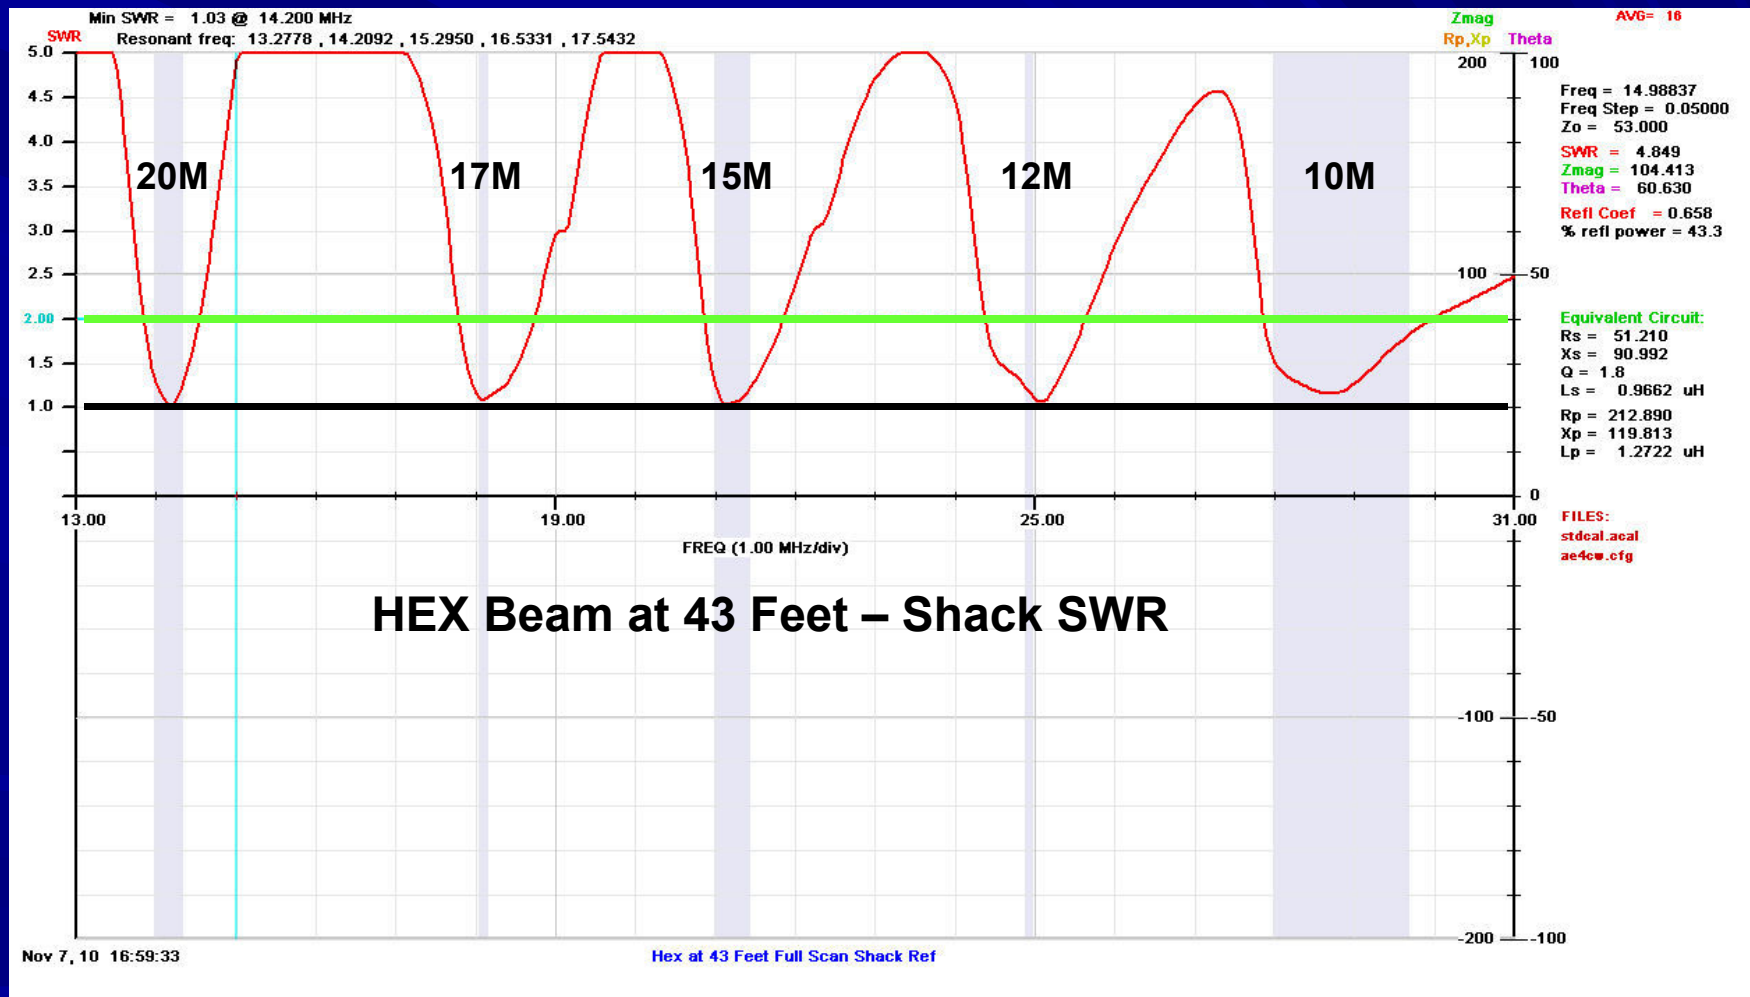 Min SWR = 1.03 @ 14.200 MHz
Resonant freq: 13.2778 , 14.2092 , 15.2950 , 16.5331 , 17.5432
SWR
Zmag
Rp,Xp Theta
AVG= 16
5.0
4.5
4.0
3.5
3.0
2.5
2.00
1.5
1.0
200 100
100 50
0
-100 -50
-200 -100
20M 17M 15M 12M 10M
13.00 19.00 25.00 31.00
FREQ (1.00 MHz/div)
Freq = 14.98837
Freq Step = 0.05000
Zo = 53.000
SWR = 4.849
Zmag = 104.413
Theta = 60.630
Refl Coef = 0.658
% refl power = 43.3
Equivalent Circuit:
Rs = 51.210
Xs = 90.992
Q = 1.8
Ls = 0.9662 uH
Rp = 212.890
Xp = 119.813
Lp = 1.2722 uH
FILES:
stdcal.acal
ae4cw.cfg
HEX Beam at 43 Feet – Shack SWR
Nov 7, 10 16:59:33
Hex at 43 Feet Full Scan Shack Ref